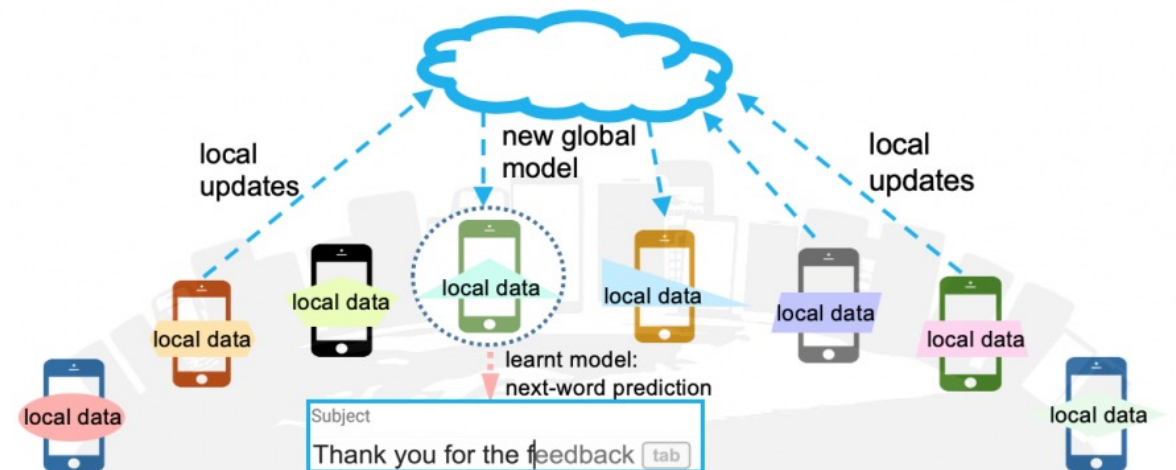 new global
model
local
updates
local
updates
local data
local data
local data
local data
local data
local data
local data
local data
learnt model:
next-word prediction
Subject
Thank you for the feedback tab